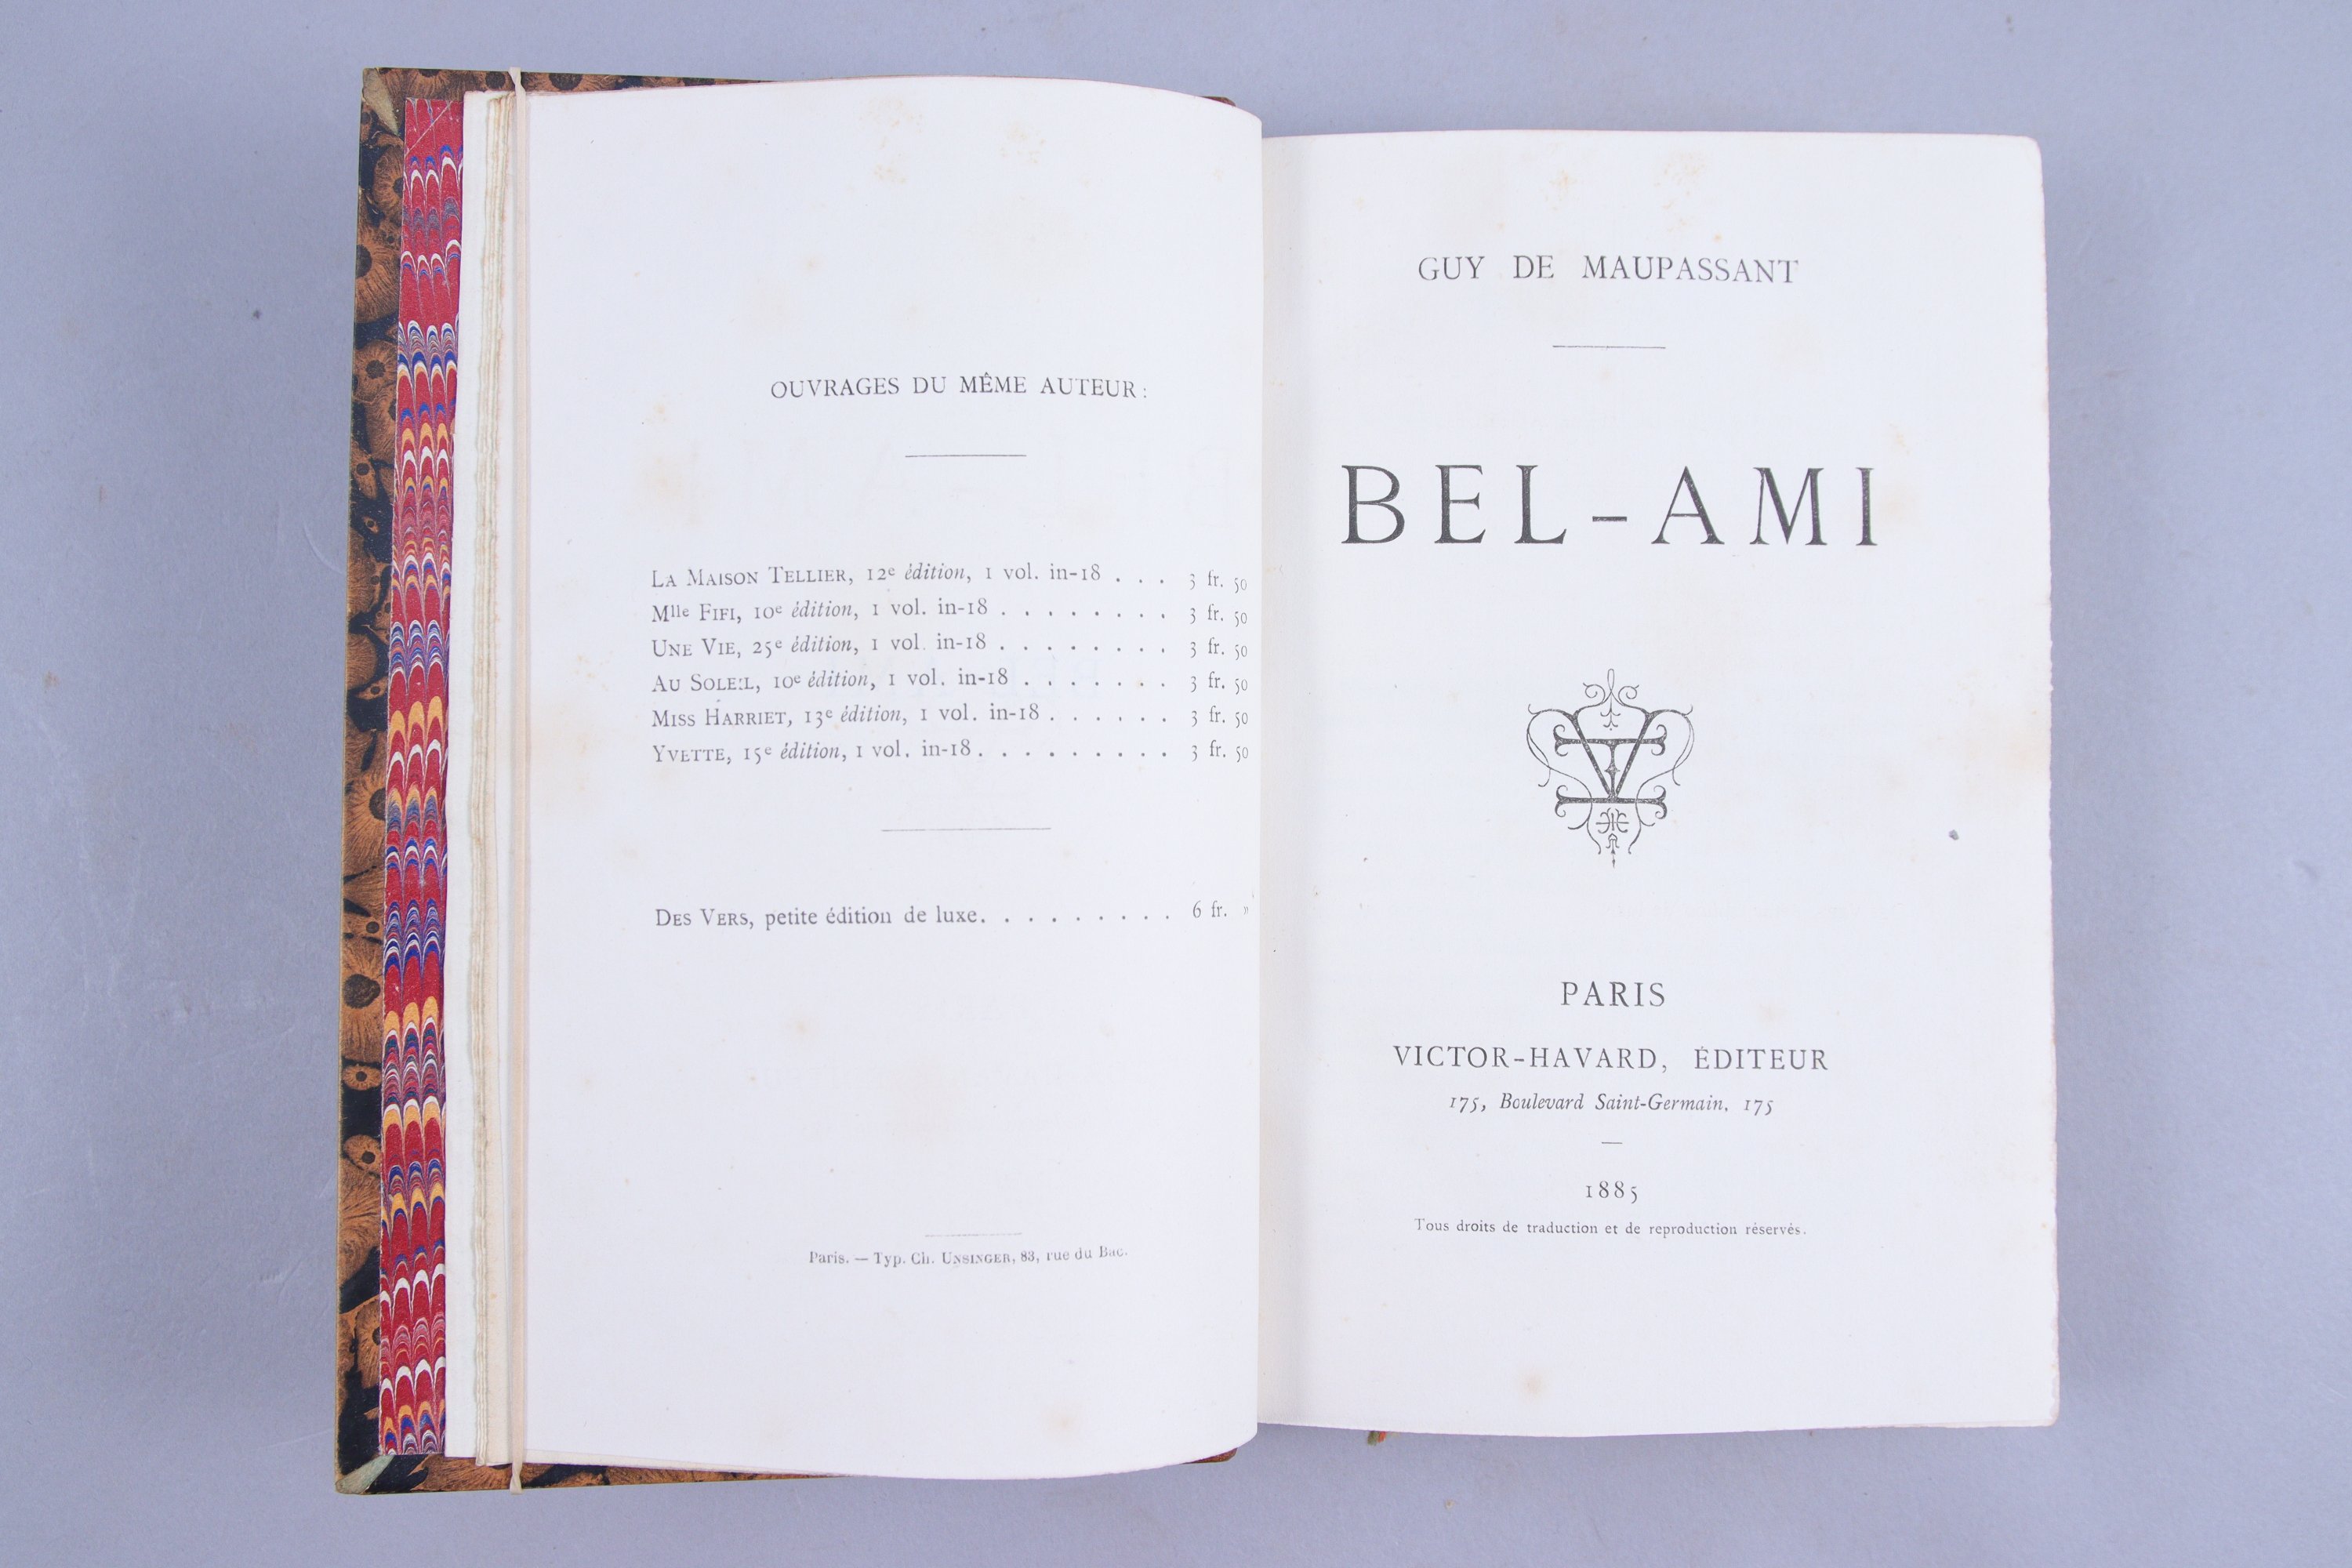 OUVRAGES DU MÊME AUTEUR:
LA MAISON TELLIER, 12e édition, 1 vol. in-18 . . . 3 fr. 50
Mlle FIFI, 10e édition, 1 vol. in-18 . . . . . . . . 3 fr. 50
UNE VIE, 25e édition, 1 vol. in-18 . . . . . . . . 3 fr. 50
AU SOLEIL, 10e édition, 1 vol. in-18 . . . . . . . 3 fr. 50
MISS HARRIET, 13e édition, 1 vol. in-18 . . . . . . 3 fr. 50
YVETTE, 15e édition, 1 vol. in-18 . . . . . . . . . 3 fr. 50
DES VERS, petite édition de luxe. . . . . . . . . 6 fr. »
Paris. — Typ. Ch. UNSINGER, 83, rue du Bac.
GUY DE MAUPASSANT
BEL-AMI
PARIS
VICTOR-HAVARD, ÉDITEUR
175, Boulevard Saint-Germain, 175
1885
Tous droits de traduction et de reproduction réservés.